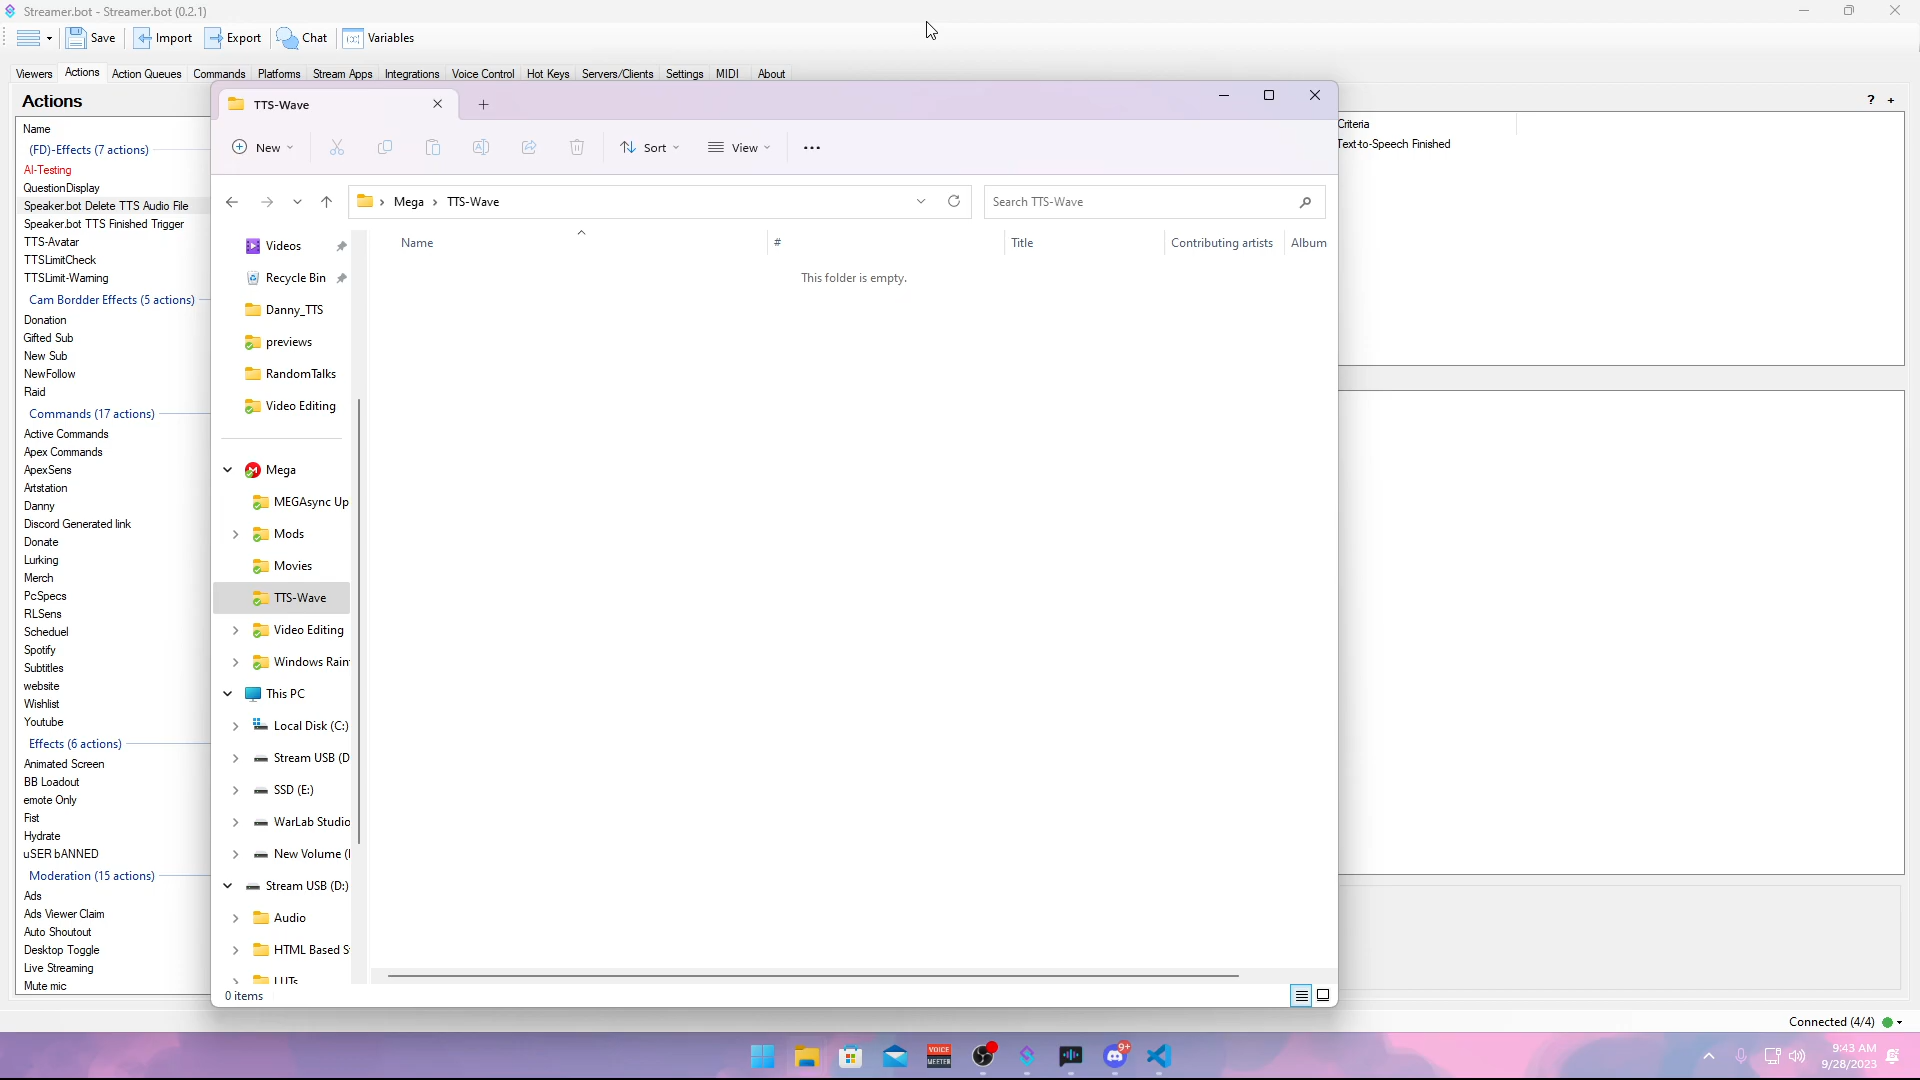 Streamer.bot - Streamer.bot (0.2.1)
Save
Import
Export
Chat
Variables
Viewers
Actions
Action Queues
Commands
Platforms
Stream Apps
Integrations
Voice Control
Hot Keys
Servers/Clients
Settings
MIDI
About
Actions
? +
Name
(FD)-Effects (7 actions)
AI-Testing
QuestionDisplay
Speaker.bot Delete TTS Audio File
Speaker.bot TTS Finished Trigger
TTS-Avatar
TTSLimitCheck
TTSLimit-Warning
Cam Bordder Effects (5 actions)
Donation
Gifted Sub
New Sub
NewFollow
Raid
Commands (17 actions)
Active Commands
Apex Commands
ApexSens
Artstation
Danny
Discord Generated link
Donate
Lurking
Merch
PcSpecs
RLSens
Scheduel
Spotify
Subtitles
website
Wishlist
Youtube
Effects (6 actions)
Animated Screen
BB Loadout
emote Only
Fist
Hydrate
uSER bANNED
Moderation (15 actions)
Ads
Ads Viewer Claim
Auto Shoutout
Desktop Toggle
Live Streaming
Mute mic
TTS-Wave
New
Sort
View
Mega > TTS-Wave
Search TTS-Wave
Videos
Recycle Bin
Danny_TTS
previews
RandomTalks
Video Editing
Mega
MEGAsync Up
Mods
Movies
TTS-Wave
Video Editing
Windows Rain
This PC
Local Disk (C:)
Stream USB (D
SSD (E:)
WarLab Studio
New Volume (
Stream USB (D:)
Audio
HTML Based S
LUTs
Name
#
Title
Contributing artists
Album
This folder is empty.
0 items
Criteria
Text-to-Speech Finished
Connected (4/4)
VOICE
MEETER
9+
9:43 AM
9/28/2023